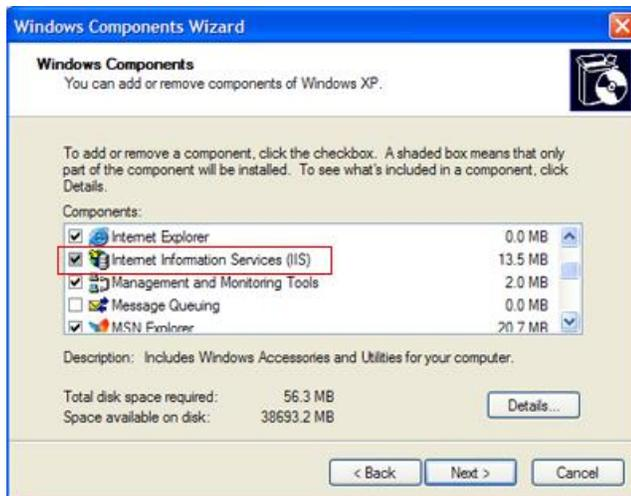 Windows Components Wizard
Windows Components
You can add or remove components of Windows XP.
To add or remove a component, click the checkbox. A shaded box means that only
part of the component will be installed. To see what's included in a component, click
Details.
Components:
Internet Explorer 0.0 MB
Internet Information Services (IIS) 13.5 MB
Management and Monitoring Tools 2.0 MB
Message Queuing 0.0 MB
MSN Explorer 20.7 MB
Description: Includes Windows Accessories and Utilities for your computer.
Total disk space required: 56.3 MB
Space available on disk: 38693.2 MB
Details...
< Back Next > Cancel